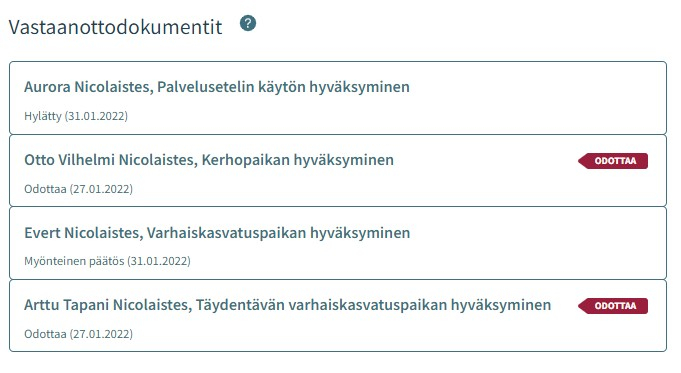 Vastaanottodokumentit ?
Aurora Nicolaistes, Palvelusetelin käytön hyväksyminen
Hylätty (31.01.2022)
Otto Vilhelmi Nicolaistes, Kerhopaikan hyväksyminen
ODOTTAA
Odottaa (27.01.2022)
Evert Nicolaistes, Varhaiskasvatuspaikan hyväksyminen
Myönteinen päätös (31.01.2022)
Arttu Tapani Nicolaistes, Täydentävän varhaiskasvatuspaikan hyväksyminen
ODOTTAA
Odottaa (27.01.2022)